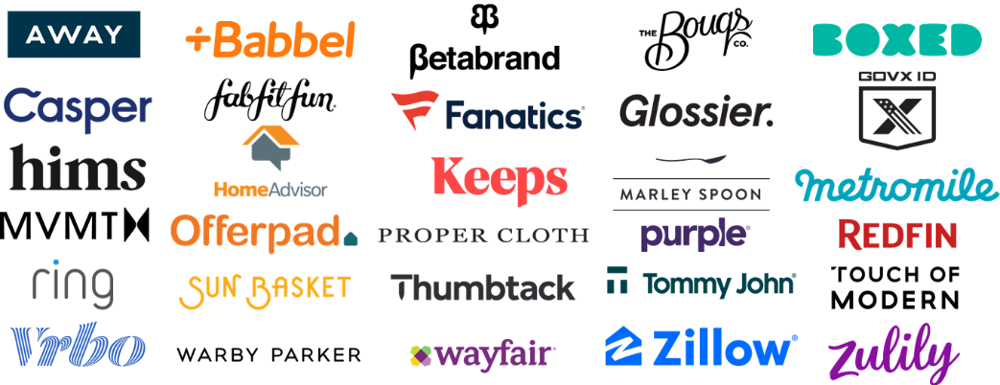 AWAY
+Babbel
βetabrand
THE Bouqs CO.
BOXED
Casper
fabfitfun
Fanatics®
Glossier.
GOVX ID
X
hims
HomeAdvisor
Keeps
MARLEY SPOON
metromile
MVMT
Offerpad
PROPER CLOTH
purple®
REDFIN
ring
SUN BASKET
Thumbtack
Tommy John®
TOUCH OF
MODERN
Vrbo
WARBY PARKER
wayfair®
Zillow®
zulily